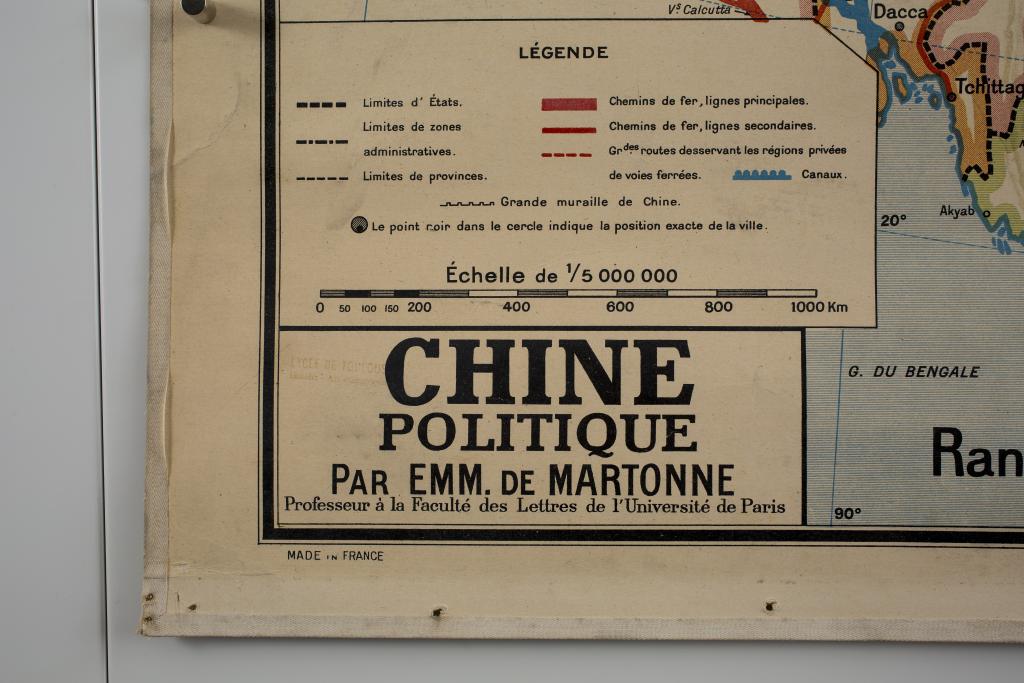 Vs Calcutta
Dacca
Tchittag
LÉGENDE
Limites d' États.
Limites de zones
administratives.
Limites de provinces.
Chemins de fer, lignes principales.
Chemins de fer, lignes secondaires.
Grdes routes desservant les régions privées
de voies ferrées.
Canaux.
Grande muraille de Chine.
Le point noir dans le cercle indique la position exacte de la ville.
Akyab
20°
Échelle de 1/5 000 000
0 50 100 150 200 400 600 800 1000 Km
LYCÉE DE TOULOUS
CHINE
POLITIQUE
PAR EMM. DE MARTONNE
Professeur à la Faculté des Lettres de l'Université de Paris
G. DU BENGALE
Ran
90°
MADE IN FRANCE